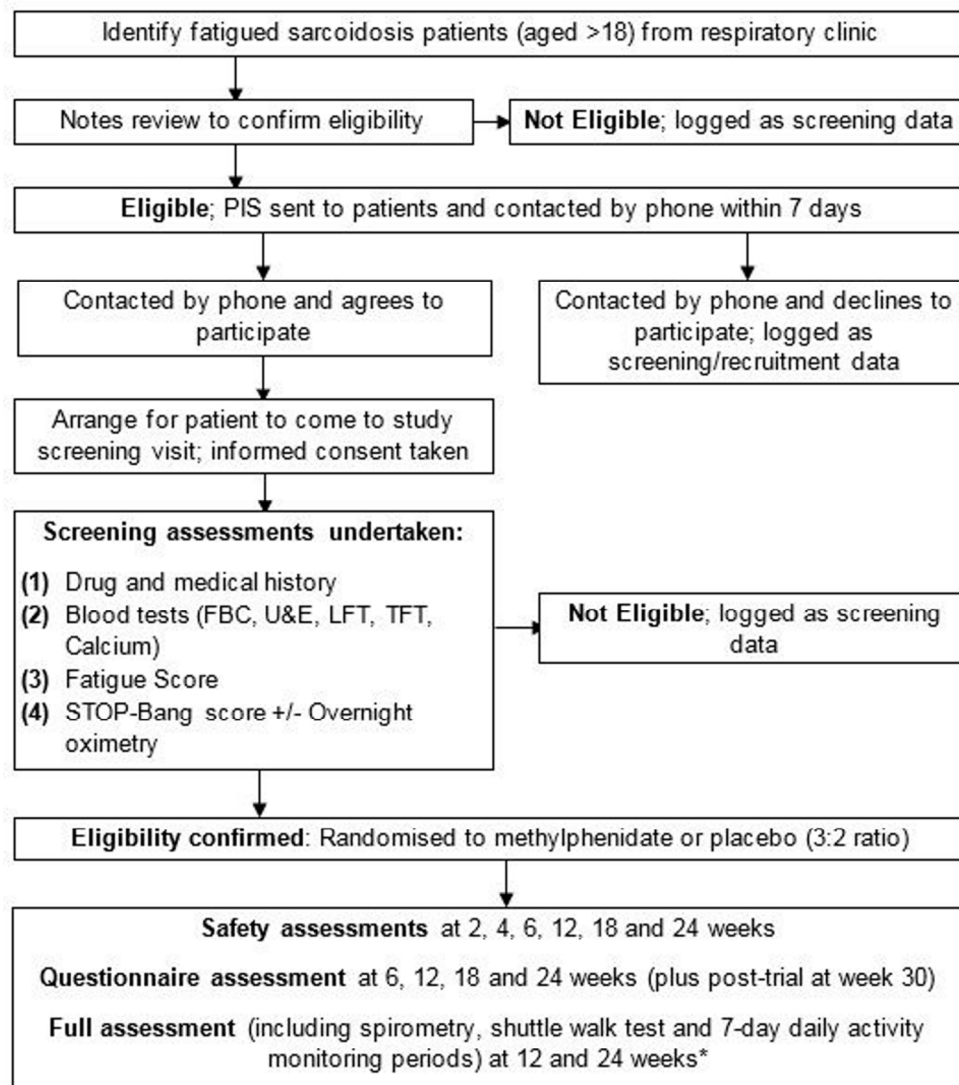 Identify fatigued sarcoidosis patients (aged >18) from respiratory clinic
Notes review to confirm eligibility
Not Eligible; logged as screening data
Eligible; PIS sent to patients and contacted by phone within 7 days
Contacted by phone and agrees to
participate
Contacted by phone and declines to
participate; logged as
screening/recruitment data
Arrange for patient to come to study
screening visit; informed consent taken
Screening assessments undertaken:
(1) Drug and medical history
(2) Blood tests (FBC, U&E, LFT, TFT,
Calcium)
(3) Fatigue Score
(4) STOP-Bang score +/- Overnight
oximetry
Not Eligible; logged as screening
data
Eligibility confirmed: Randomised to methylphenidate or placebo (3:2 ratio)
Safety assessments at 2, 4, 6, 12, 18 and 24 weeks
Questionnaire assessment at 6, 12, 18 and 24 weeks (plus post-trial at week 30)
Full assessment (including spirometry, shuttle walk test and 7-day daily activity
monitoring periods) at 12 and 24 weeks*